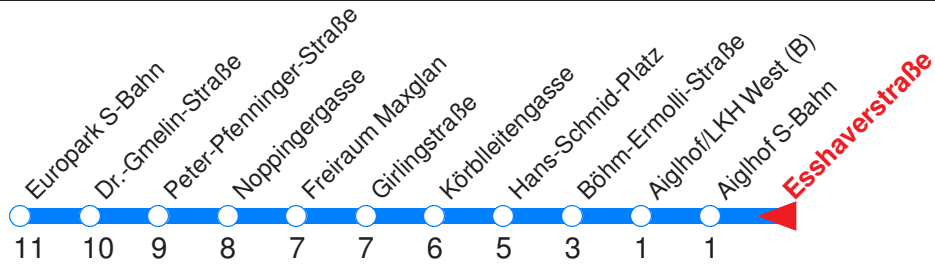 Europark S-Bahn
Dr.-Gmelin-Straße
Peter-Pfenninger-Straße
Noppingergasse
Freiraum Maxglan
Girlingstraße
Körblleitengasse
Hans-Schmid-Platz
Böhm-Ermolli-Straße
Aiglhof/LKH West (B)
Aiglhof S-Bahn
Esshaverstraße
11 10 9 8 7 7 6 5 3 1 1